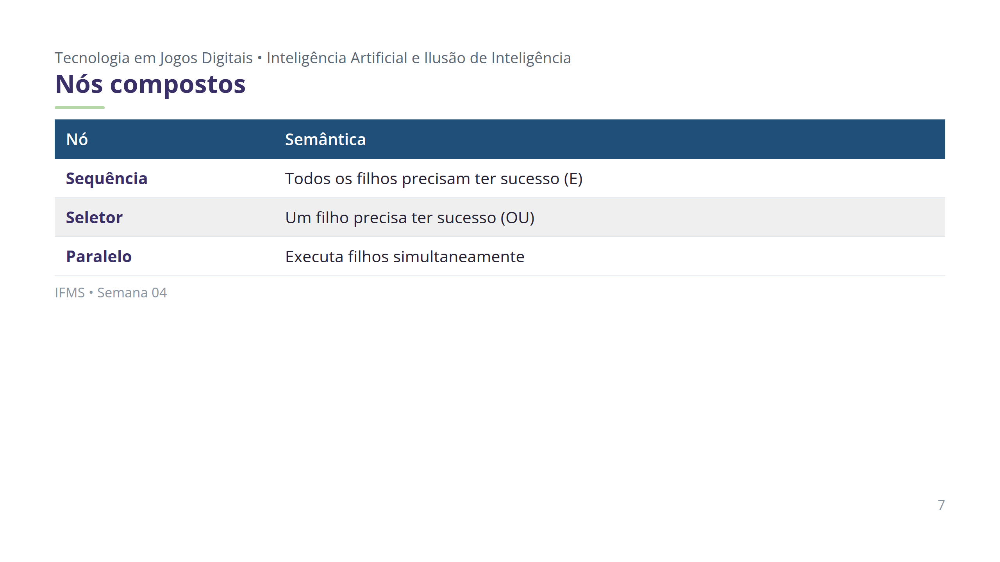 Tecnologia em Jogos Digitais • Inteligência Artificial e Ilusão de Inteligência
Nós compostos
Nó Semântica
Sequência Todos os filhos precisam ter sucesso (E)
Seletor Um filho precisa ter sucesso (OU)
Paralelo Executa filhos simultaneamente
IFMS • Semana 04
7